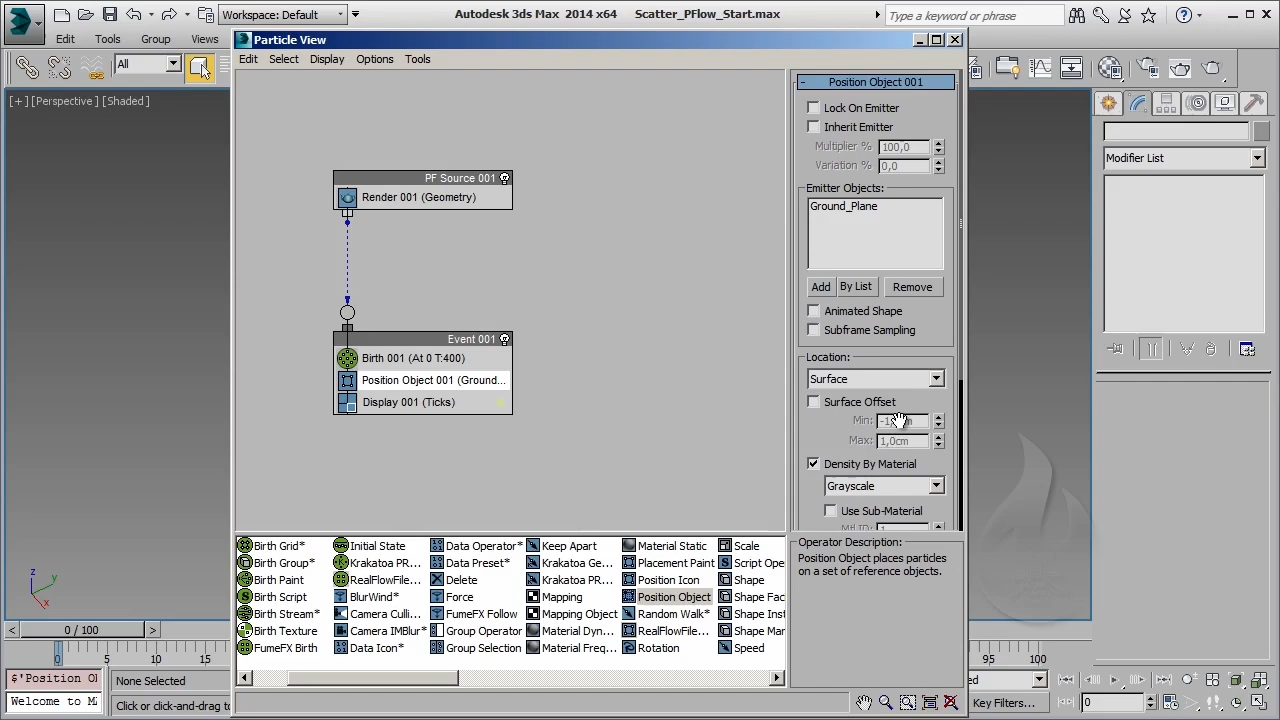 Workspace: Default
Autodesk 3ds Max 2014 x64 Scatter_PFlow_Start.max
Type a keyword or phrase
Edit Tools Group Views
Particle View
Edit Select Display Options Tools
All
[+][Perspective][Shaded]
PF Source 001
Render 001 (Geometry)
Event 001
Birth 001 (At 0 T:400)
Position Object 001 (Ground...
Display 001 (Ticks)
- Position Object 001
Lock On Emitter
Inherit Emitter
Multiplier % 100,0
Variation % 0,0
Emitter Objects:
Ground_Plane
Add By List Remove
Animated Shape
Subframe Sampling
Location:
Surface
Surface Offset
Min:
Max: 1,0cm
Density By Material
Grayscale
Use Sub-Material
Modifier List
Birth Grid* Initial State Data Operator* Keep Apart Material Static Scale
Birth Group* Krakatoa PR... Data Preset* Krakatoa Ge... Placement Paint Script Ope
Birth Paint RealFlowFile... Delete Krakatoa PR... Position Icon Shape
Birth Script BlurWind* Force Mapping Position Object Shape Fac
Birth Stream* Camera Culli... FumeFX Follow Mapping Object Random Walk* Shape Inst
Birth Texture Camera IMBlur* Group Operator Material Dyn... RealFlowFile... Shape Mar
FumeFX Birth Data Icon* Group Selection Material Freq... Rotation Speed
Operator Description:
Position Object places particles
on a set of reference objects.
z
y
x
< 0 / 100 >
0 5 10 15 95 100
$'Position Ob
Welcome to MA
None Selected
Click or click-and-drag to
ed
Key Filters...
0